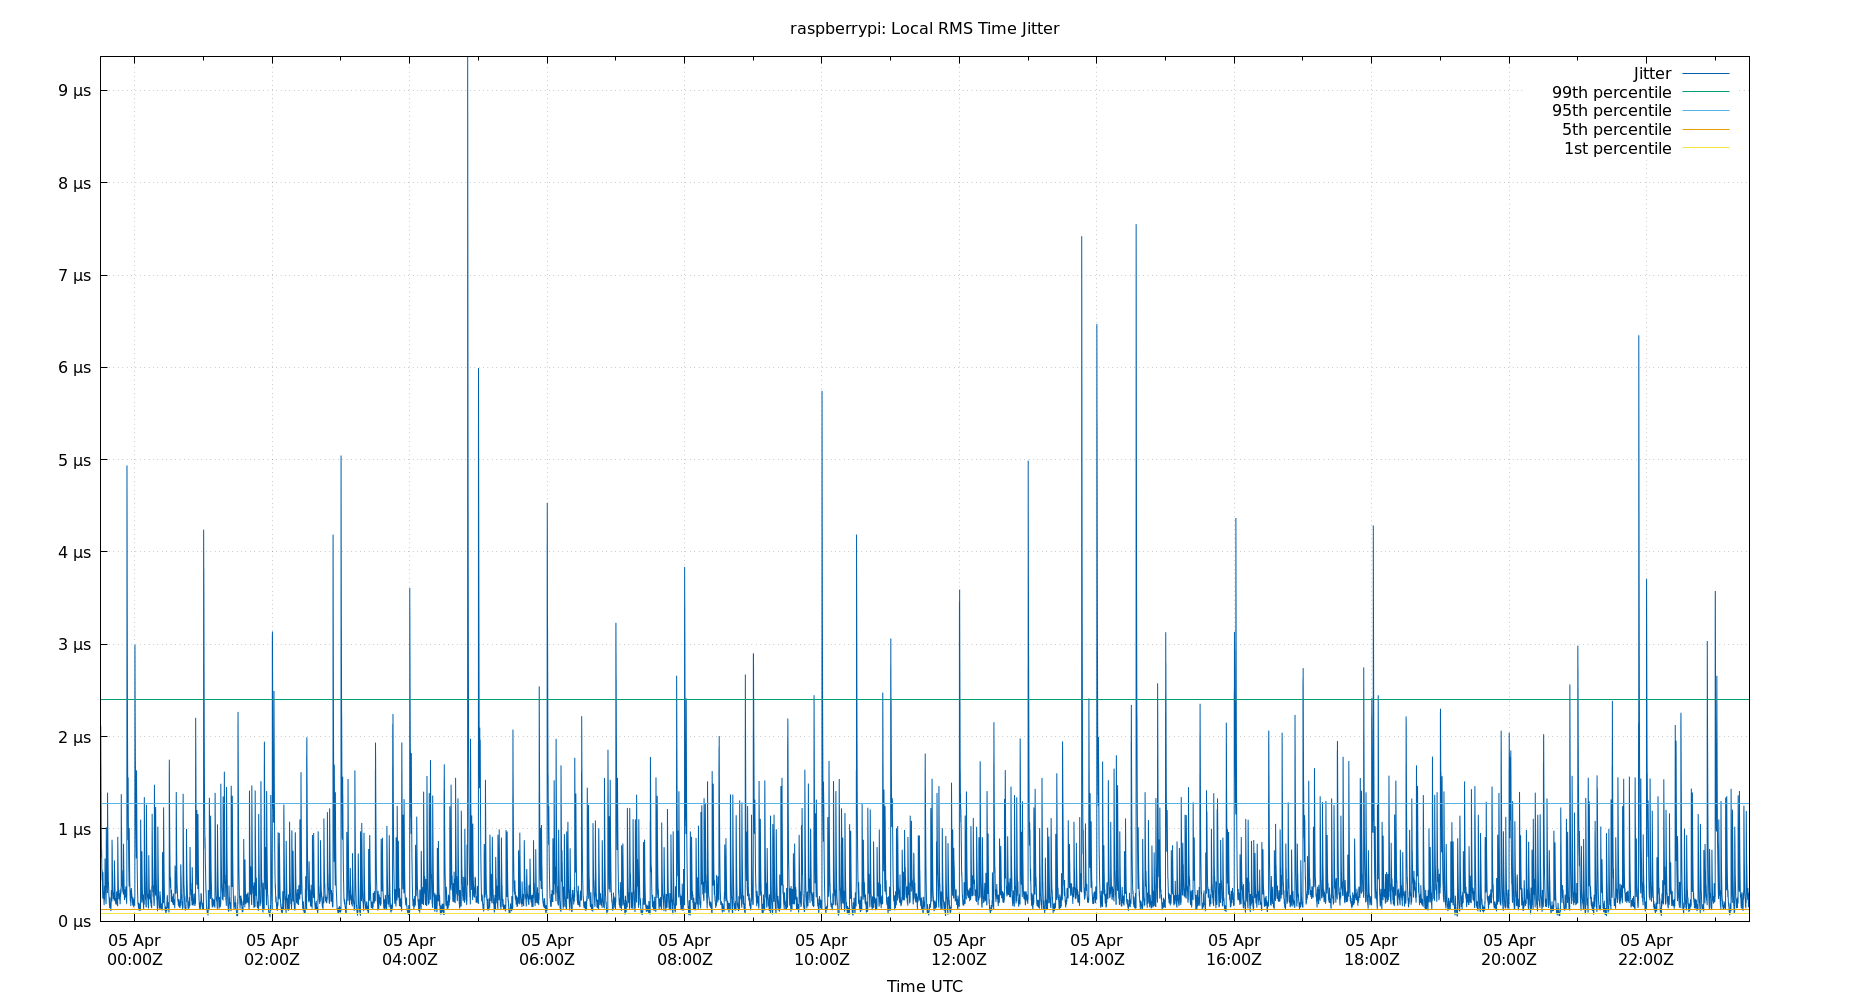 raspberrypi: Local RMS Time Jitter
Jitter
99th percentile
95th percentile
5th percentile
1st percentile
9 µs
8 µs
7 µs
6 µs
5 µs
4 µs
3 µs
2 µs
1 µs
0 µs
05 Apr 05 Apr 05 Apr 05 Apr 05 Apr 05 Apr 05 Apr 05 Apr 05 Apr 05 Apr 05 Apr 05 Apr
00:00Z 02:00Z 04:00Z 06:00Z 08:00Z 10:00Z 12:00Z 14:00Z 16:00Z 18:00Z 20:00Z 22:00Z
Time UTC